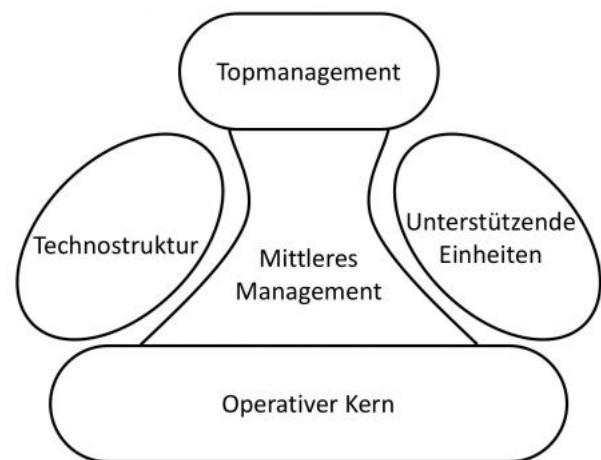 Topmanagement
Technostruktur
Mittleres
Management
Unterstützende
Einheiten
Operativer Kern